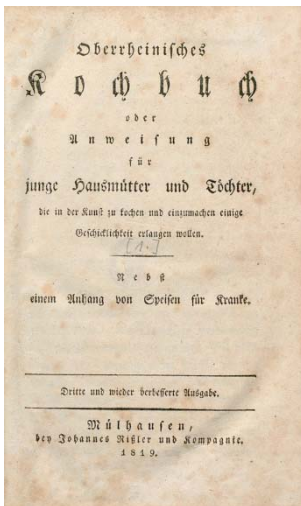 Oberrheinisches
Kochbuch
oder
Anweisung
für
junge Hausmütter und Töchter,
die in der Kunst zu kochen und einzumachen einige
Geschicklichkeit erlangen wollen.
[1.]
Nebst
einem Anhang von Speisen für Kranke.
Dritte und wieder verbesserte Ausgabe.
Mülhausen,
bey Johannes Rißler und Kompagnie.
1819.